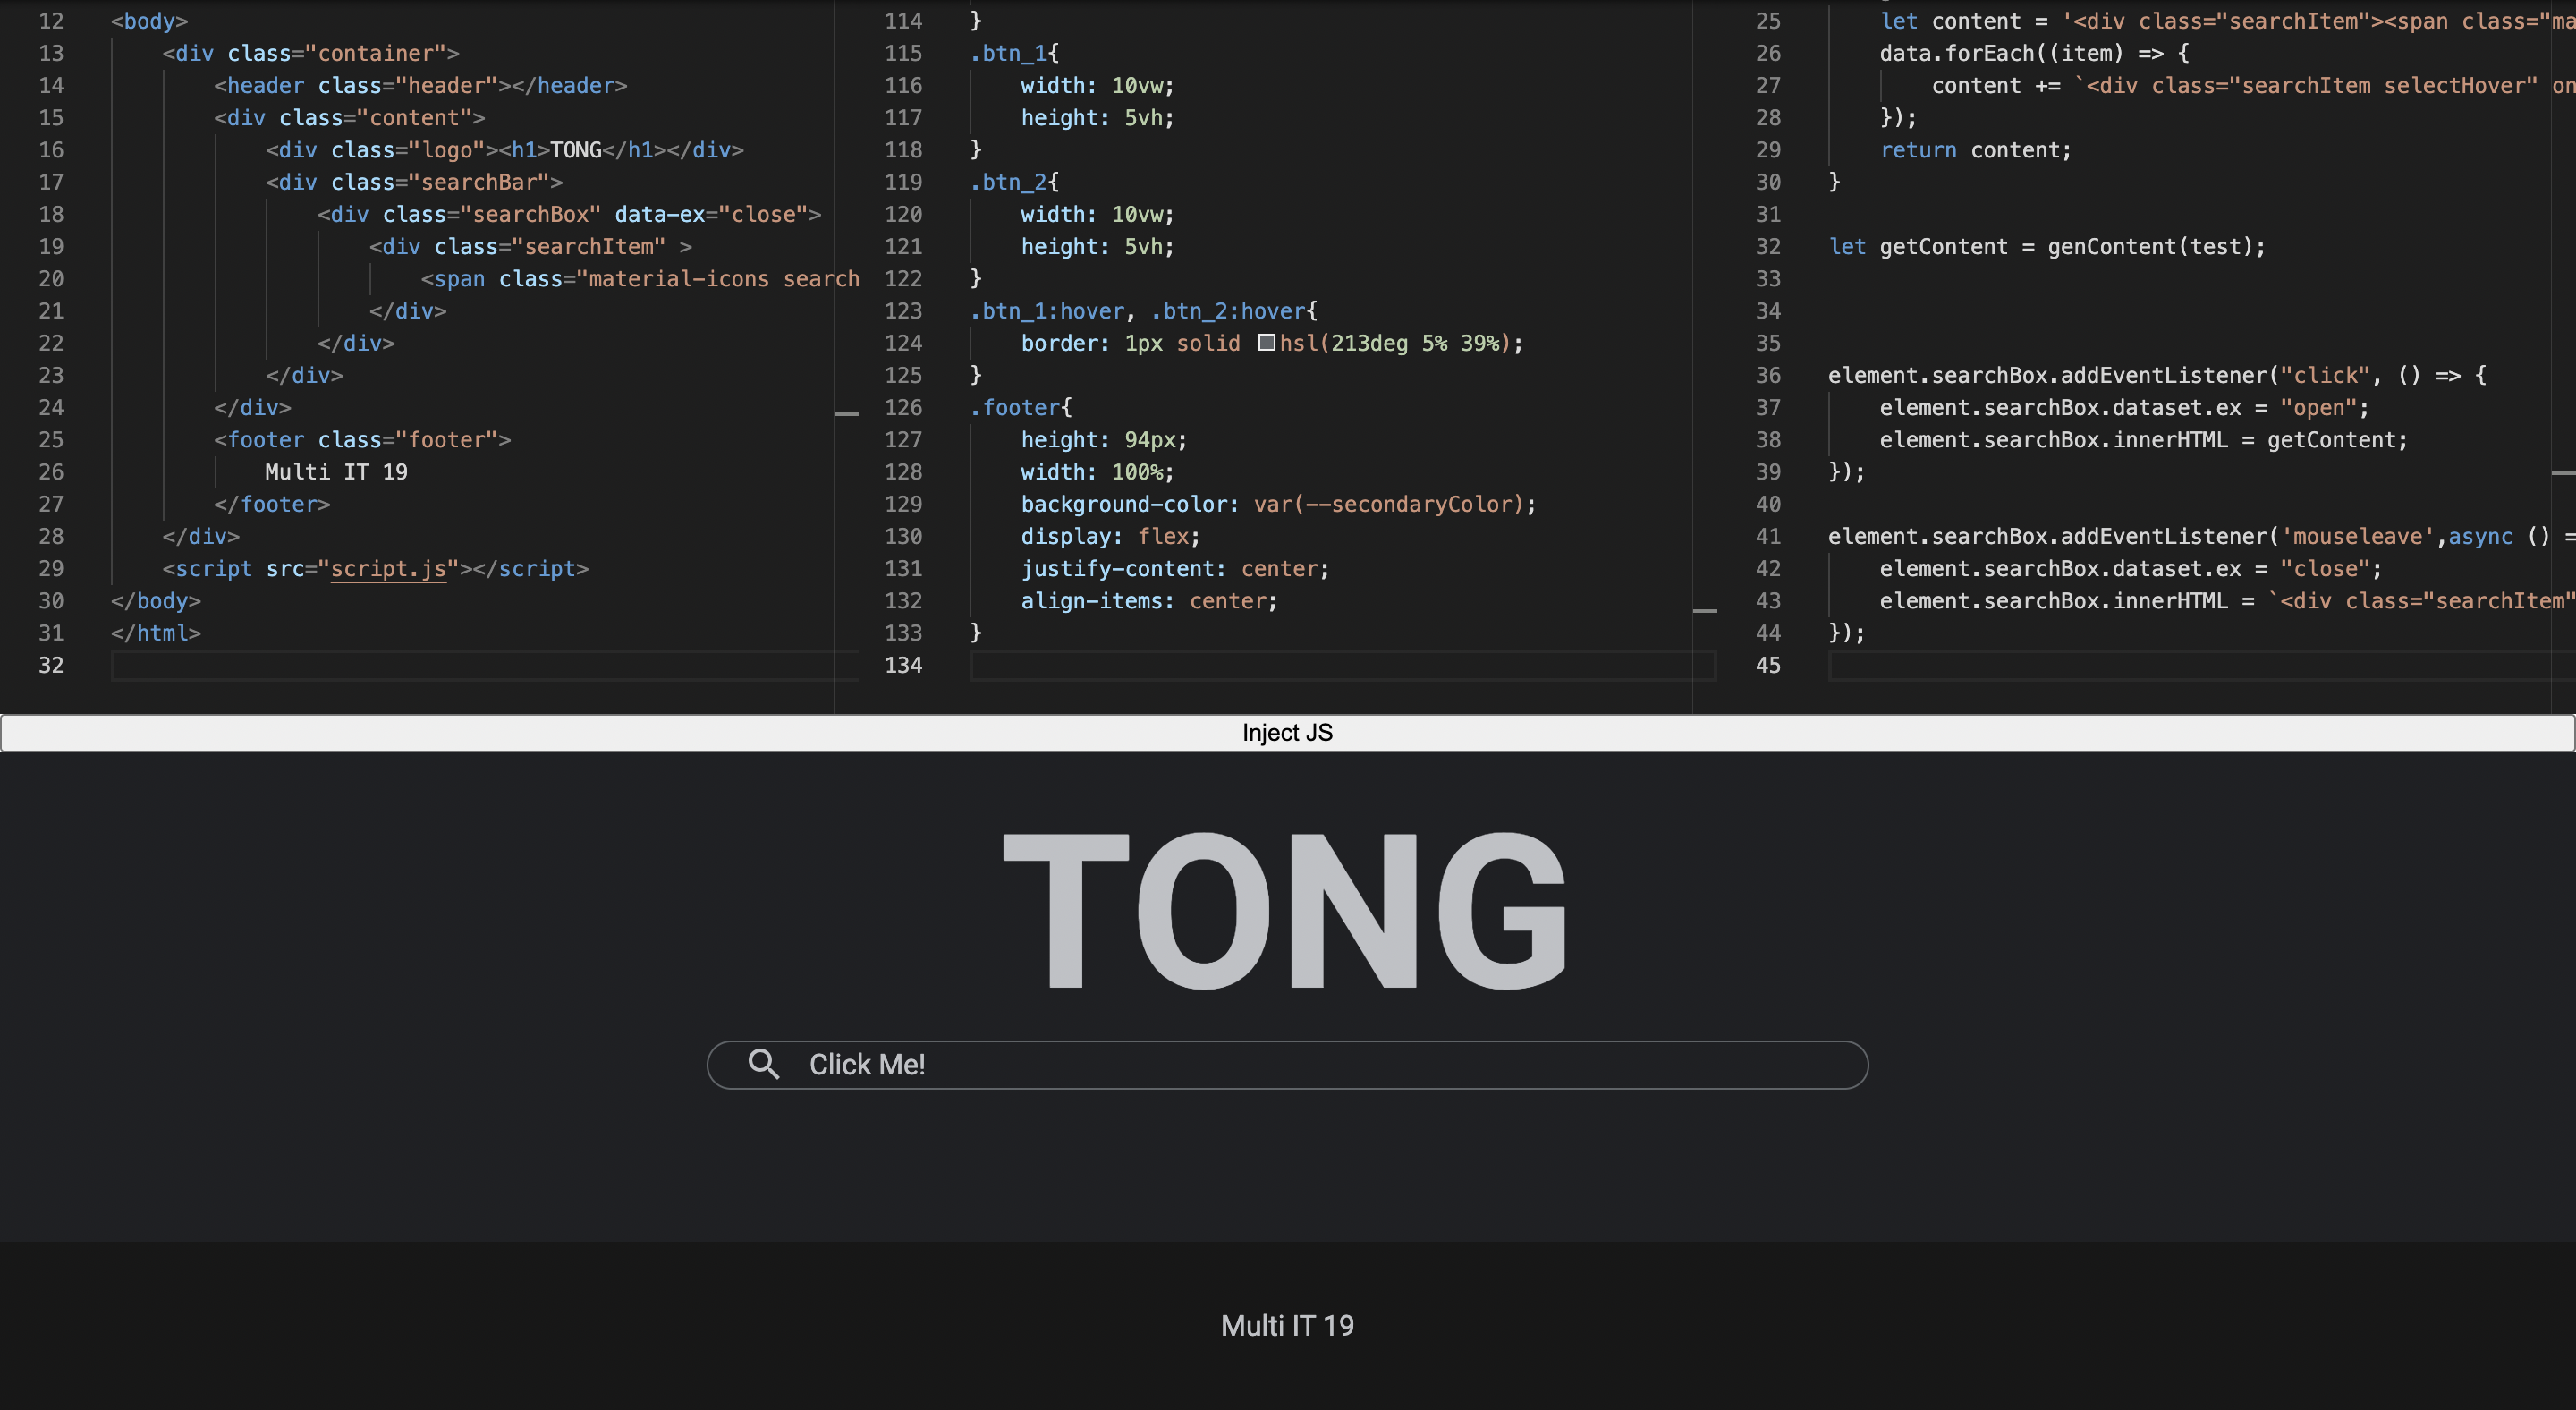 12 <body>
13 <div class="container">
14 <header class="header"></header>
15 <div class="content">
16 <div class="logo"><h1>TONG</h1></div>
17 <div class="searchBar">
18 <div class="searchBox" data-ex="close">
19 <div class="searchItem" >
20 <span class="material-icons search
21 </div>
22 </div>
23 </div>
24 </div>
25 <footer class="footer">
26 Multi IT 19
27 </footer>
28 </div>
29 <script src="script.js"></script>
30 </body>
31 </html>
32
114 }
115 .btn_1{
116 width: 10vw;
117 height: 5vh;
118 }
119 .btn_2{
120 width: 10vw;
121 height: 5vh;
122 }
123 .btn_1:hover, .btn_2:hover{
124 border: 1px solid hsl(213deg 5% 39%);
125 }
126 .footer{
127 height: 94px;
128 width: 100%;
129 background-color: var(--secondaryColor);
130 display: flex;
131 justify-content: center;
132 align-items: center;
133 }
134
25 let content = '<div class="searchItem"><span class="ma
26 data.forEach((item) => {
27 content += `<div class="searchItem selectHover" on
28 });
29 return content;
30 }
31
32 let getContent = genContent(test);
33
34
35
36 element.searchBox.addEventListener("click", () => {
37 element.searchBox.dataset.ex = "open";
38 element.searchBox.innerHTML = getContent;
39 });
40
41 element.searchBox.addEventListener('mouseleave',async () =
42 element.searchBox.dataset.ex = "close";
43 element.searchBox.innerHTML = `<div class="searchItem"
44 });
45
Inject JS
TONG
Click Me!
Multi IT 19